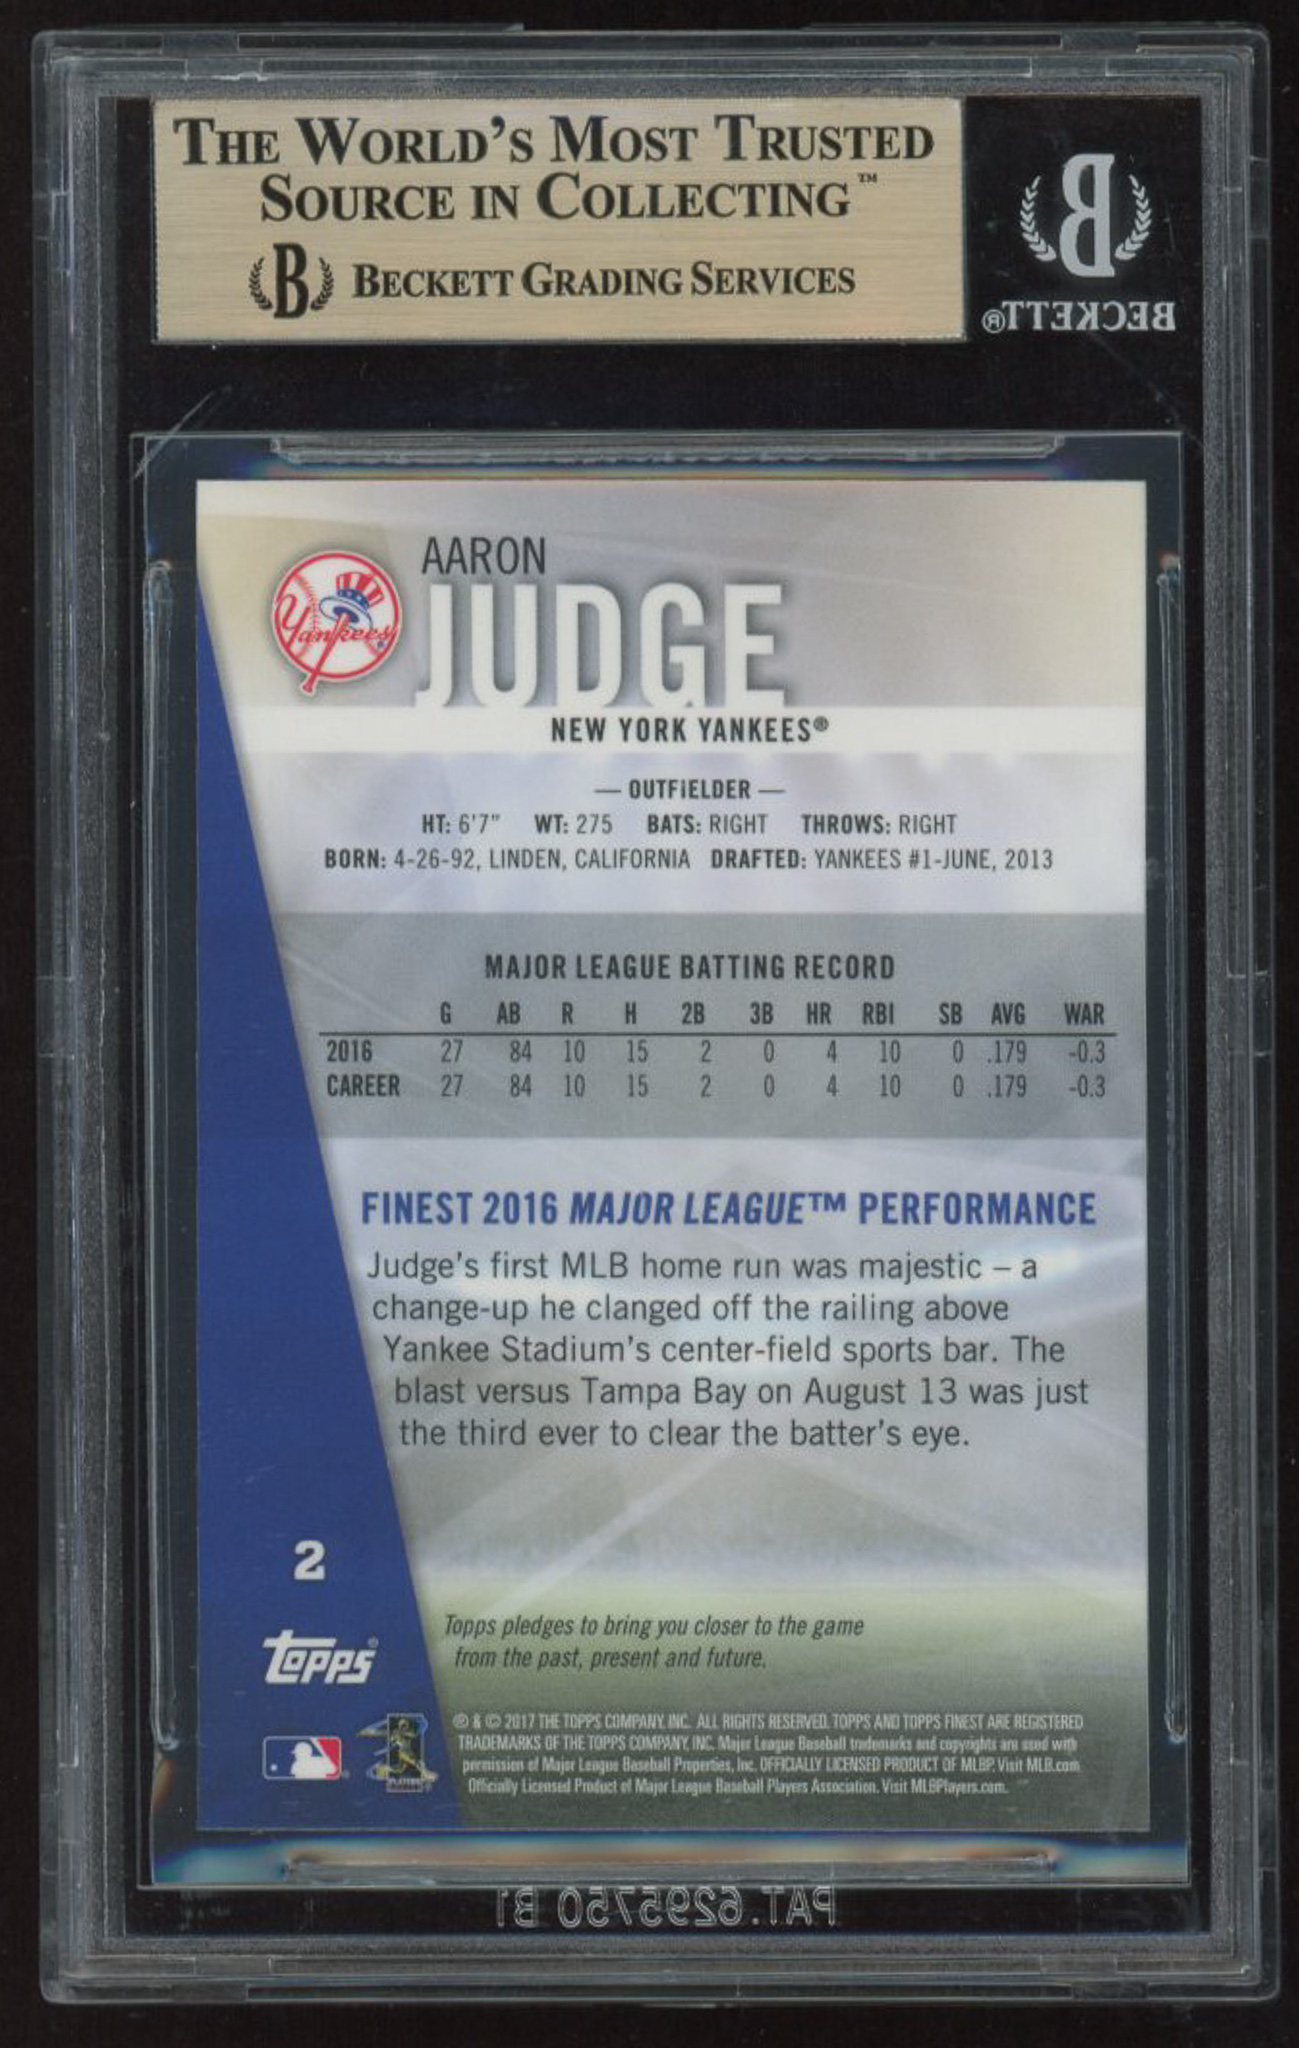 THE WORLD'S MOST TRUSTED
SOURCE IN COLLECTING™
B BECKETT GRADING SERVICES
B
BECKETT®
AARON
JUDGE
Yankees
NEW YORK YANKEES®
— OUTFIELDER —
HT: 6'7" WT: 275 BATS: RIGHT THROWS: RIGHT
BORN: 4-26-92, LINDEN, CALIFORNIA DRAFTED: YANKEES #1-JUNE, 2013
MAJOR LEAGUE BATTING RECORD
G AB R H 2B 3B HR RBI SB AVG WAR
2016 27 84 10 15 2 0 4 10 0 .179 -0.3
CAREER 27 84 10 15 2 0 4 10 0 .179 -0.3
FINEST 2016 MAJOR LEAGUE™ PERFORMANCE
Judge's first MLB home run was majestic – a
change-up he clanged off the railing above
Yankee Stadium's center-field sports bar. The
blast versus Tampa Bay on August 13 was just
the third ever to clear the batter's eye.
2
Topps®
Topps pledges to bring you closer to the game
from the past, present and future.
® & © 2017 THE TOPPS COMPANY, INC. ALL RIGHTS RESERVED. TOPPS AND TOPPS FINEST ARE REGISTERED
TRADEMARKS OF THE TOPPS COMPANY, INC. Major League Baseball trademarks and copyrights are used with
permission of Major League Baseball Properties, Inc. OFFICIALLY LICENSED PRODUCT OF MLBP. Visit MLB.com
Officially Licensed Product of Major League Baseball Players Association. Visit MLBPlayers.com.
PAT.6295750 B1